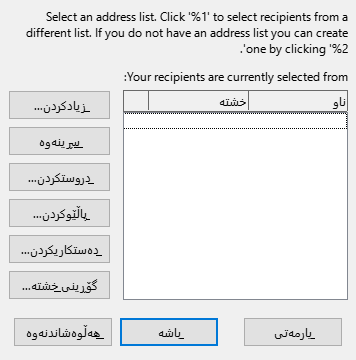 Select an address list. Click '%1' to select recipients from a
different list. If you do not have an address list you can create
'.one by clicking '%2
:Your recipients are currently selected from
ناو
خشتە
زیادکردن...
سڕینەوە
دروستکردن...
پاڵێوکردن...
دەستکاریکردن...
گۆڕینی خشتە...
یارمەتی
باشە
هەڵوەشاندنەوە